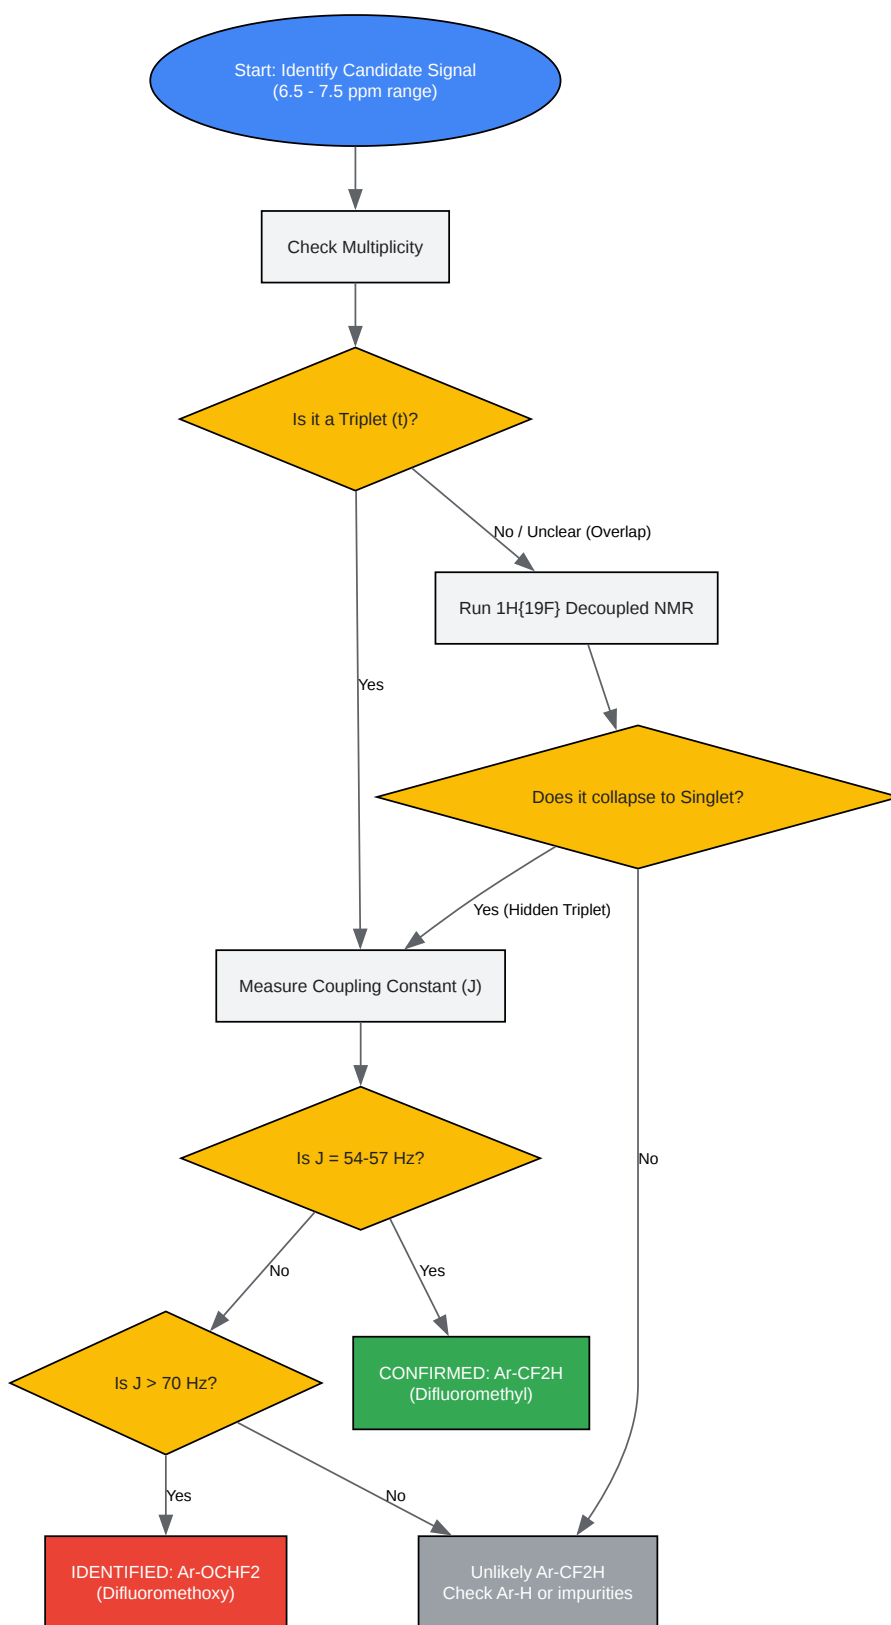 Start: Identify Candidate Signal
(6.5 - 7.5 ppm range)
Check Multiplicity
Is it a Triplet (t)?
No / Unclear (Overlap)
Run 1H{19F} Decoupled NMR
Yes
Does it collapse to Singlet?
Yes (Hidden Triplet)
Measure Coupling Constant (J)
Is J = 54-57 Hz?
No
No
Yes
Is J > 70 Hz?
CONFIRMED: Ar-CF2H
(Difluoromethyl)
Yes
No
IDENTIFIED: Ar-OCHF2
(Difluoromethoxy)
Unlikely Ar-CF2H
Check Ar-H or impurities